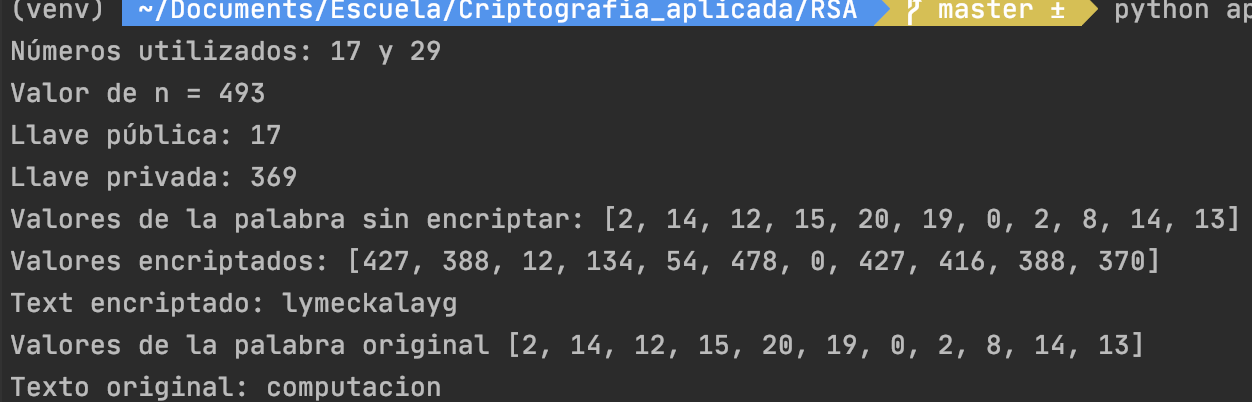 (venv) ~/Documents/Escuela/Criptografia_aplicada/RSA master ± python
Números utilizados: 17 y 29
Valor de n = 493
Llave pública: 17
Llave privada: 369
Valores de la palabra sin encriptar: [2, 14, 12, 15, 20, 19, 0, 2, 8, 14, 13]
Valores encriptados: [427, 388, 12, 134, 54, 478, 0, 427, 416, 388, 370]
Text encriptado: lymeckalayg
Valores de la palabra original [2, 14, 12, 15, 20, 19, 0, 2, 8, 14, 13]
Texto original: computacion